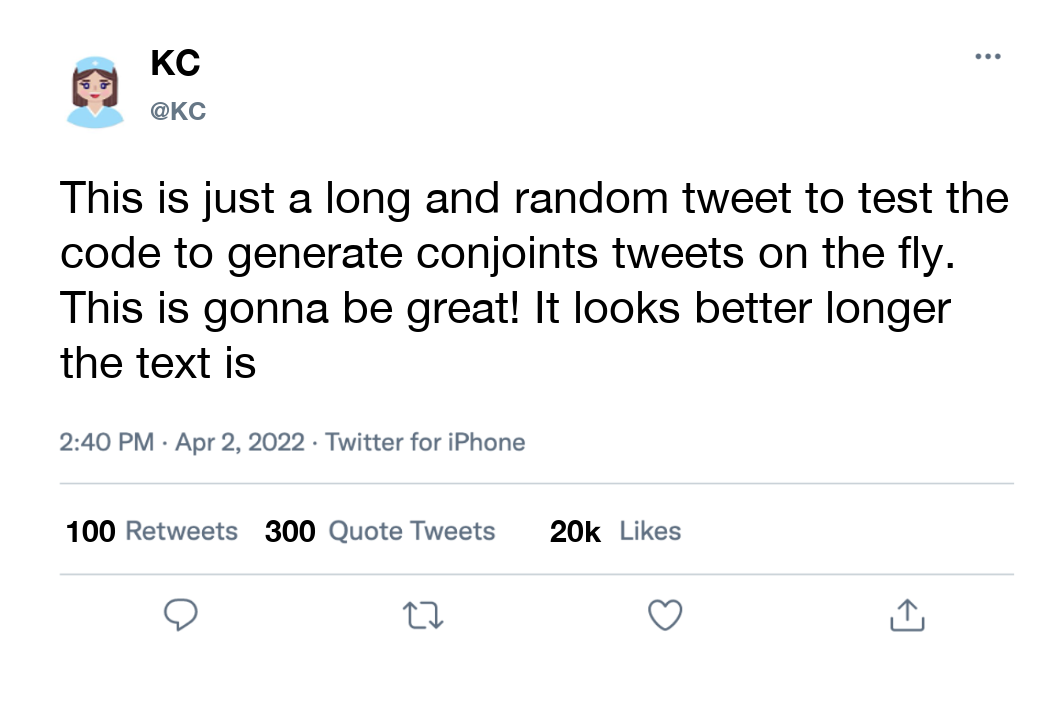 KC
@KC
This is just a long and random tweet to test the
code to generate conjoints tweets on the fly.
This is gonna be great! It looks better longer
the text is
2:40 PM · Apr 2, 2022 · Twitter for iPhone
100 Retweets 300 Quote Tweets 20k Likes